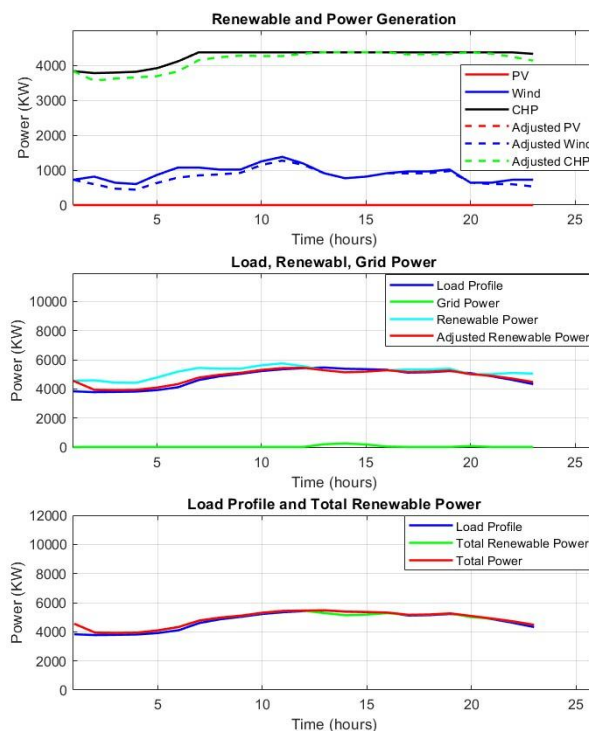 Renewable and Power Generation
Power (KW)
4000
3000
2000
1000
0
5
10
15
20
25
Time (hours)
PV
Wind
CHP
Adjusted PV
Adjusted Wind
Adjusted CHP
Load, Renewabl, Grid Power
Power (KW)
10000
8000
6000
4000
2000
0
5
10
15
20
25
Time (hours)
Load Profile
Grid Power
Renewable Power
Adjusted Renewable Power
Load Profile and Total Renewable Power
Power (KW)
12000
10000
8000
6000
4000
2000
0
5
10
15
20
25
Time (hours)
Load Profile
Total Renewable Power
Total Power